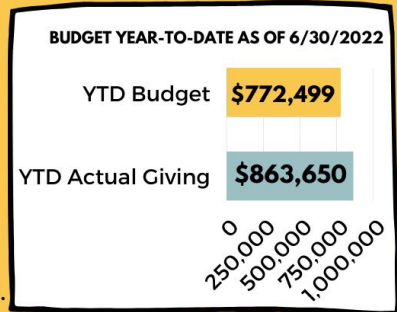 BUDGET YEAR-TO-DATE AS OF 6/30/2022
YTD Budget $772,499
YTD Actual Giving $863,650
0
250,000
500,000
750,000
1,000,000
.